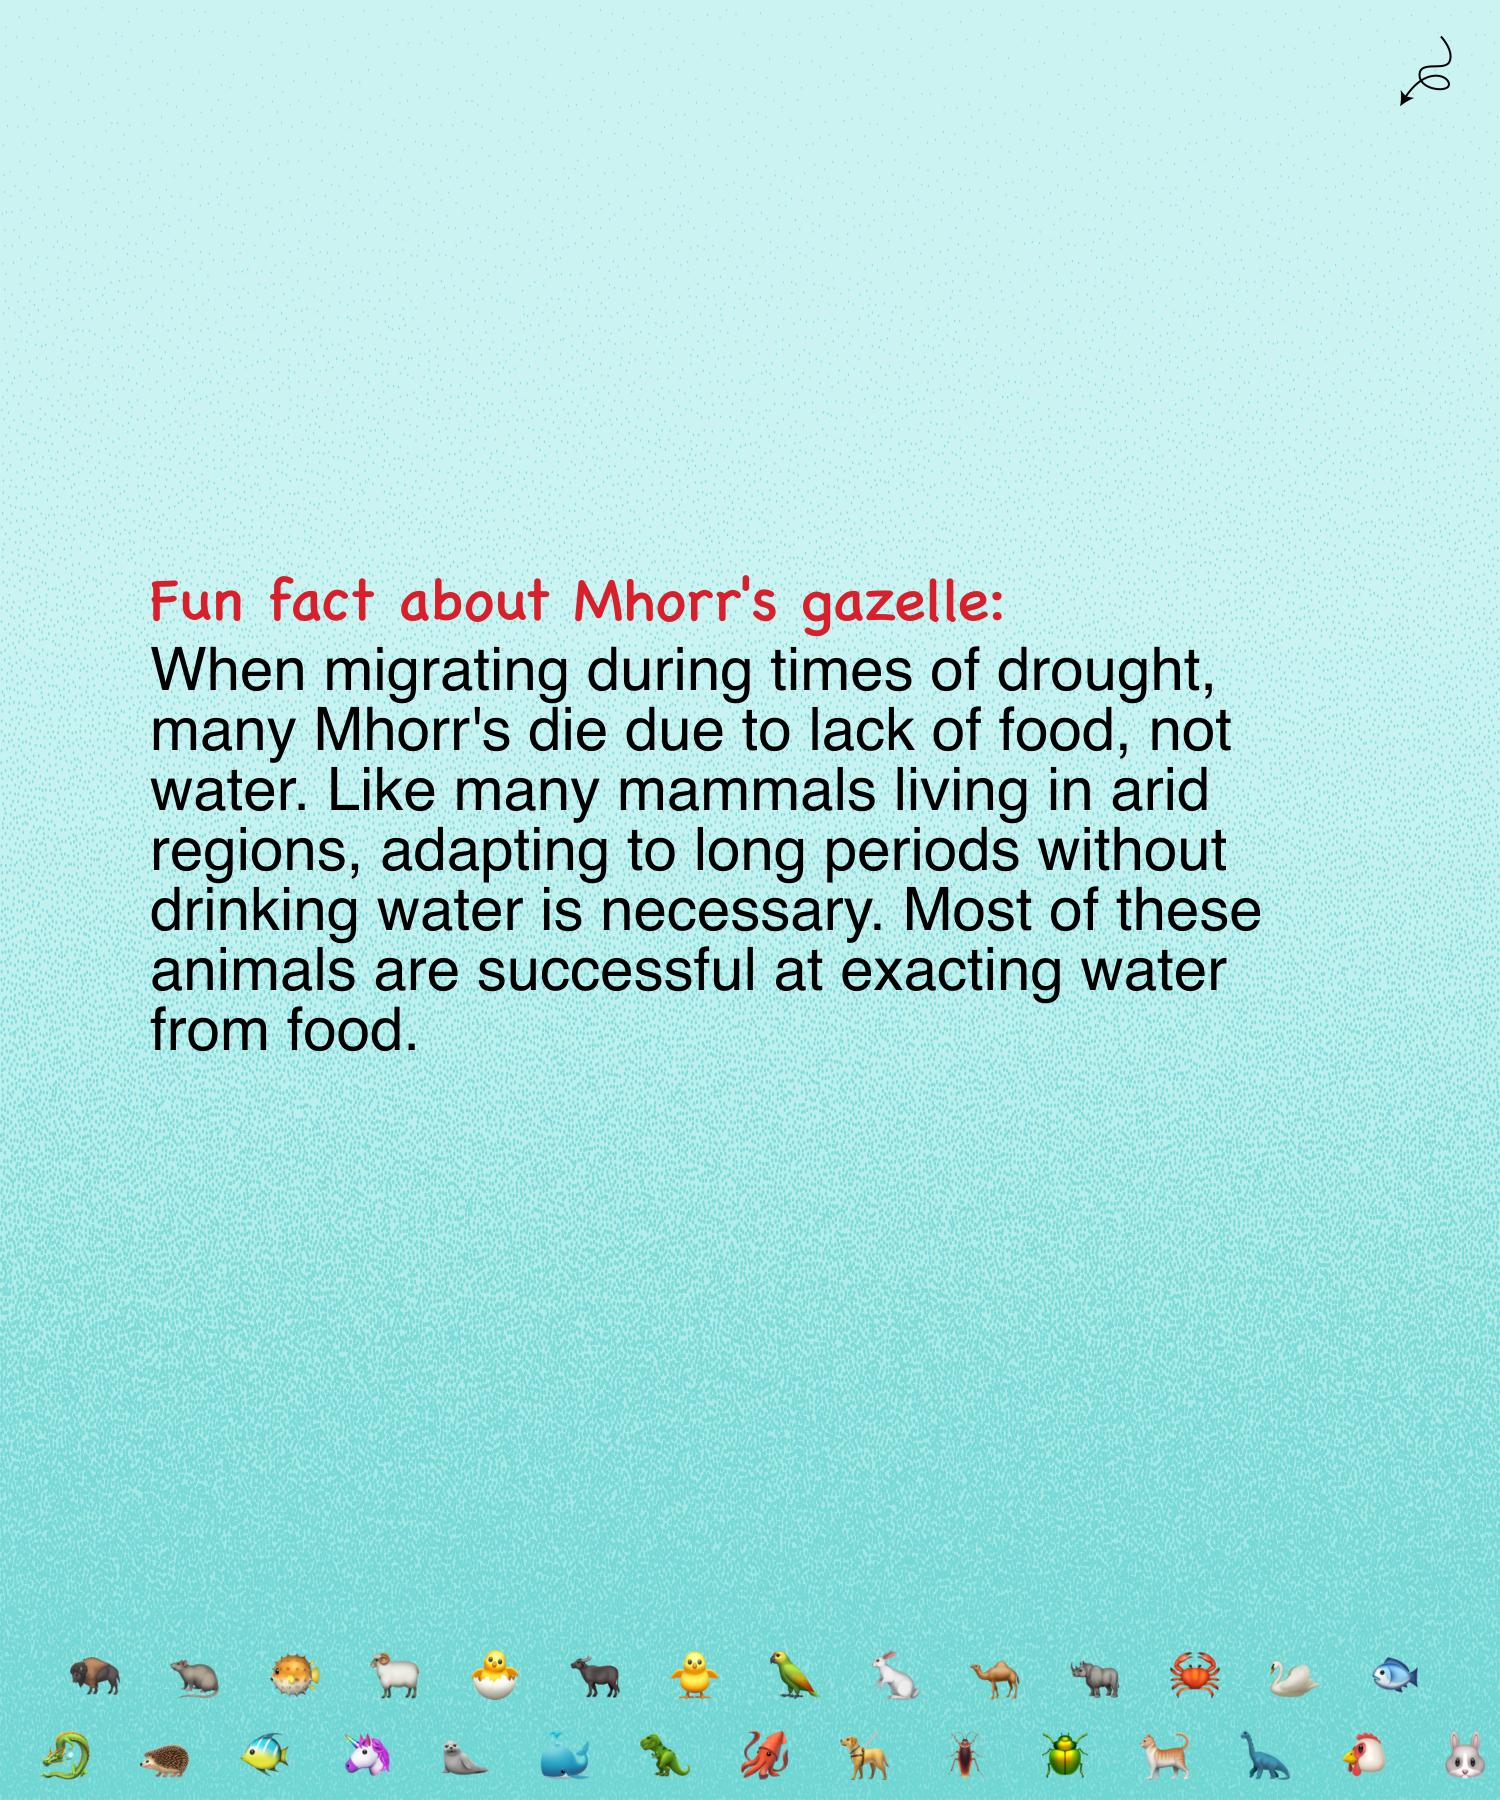 Fun fact about Mhorr's gazelle:
When migrating during times of drought,
many Mhorr's die due to lack of food, not
water. Like many mammals living in arid
regions, adapting to long periods without
drinking water is necessary. Most of these
animals are successful at exacting water
from food.